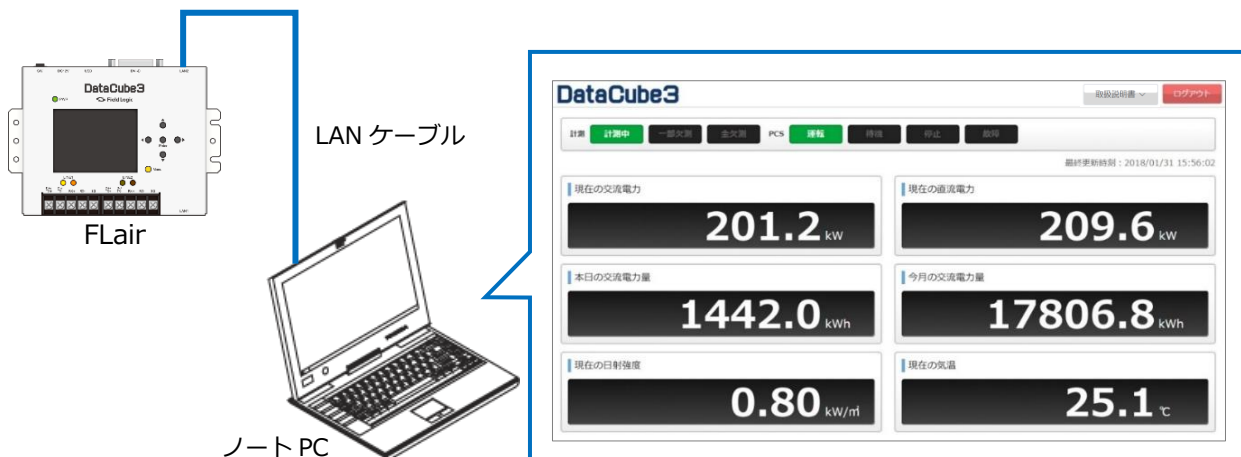 DataCube3
Field Logic
LAN ケーブル
FLair
ノート PC
DataCube3
取扱説明書
ログアウト
計測 計測中 一部欠測 全欠測 PCS 運転 待機 停止 故障
最終更新時刻：2018/01/31 15:56:02
現在の交流電力
201.2 kW
現在の直流電力
209.6 kW
本日の交流電力量
1442.0 kWh
今月の交流電力量
17806.8 kWh
現在の日射強度
0.80 kW/㎡
現在の気温
25.1 ℃